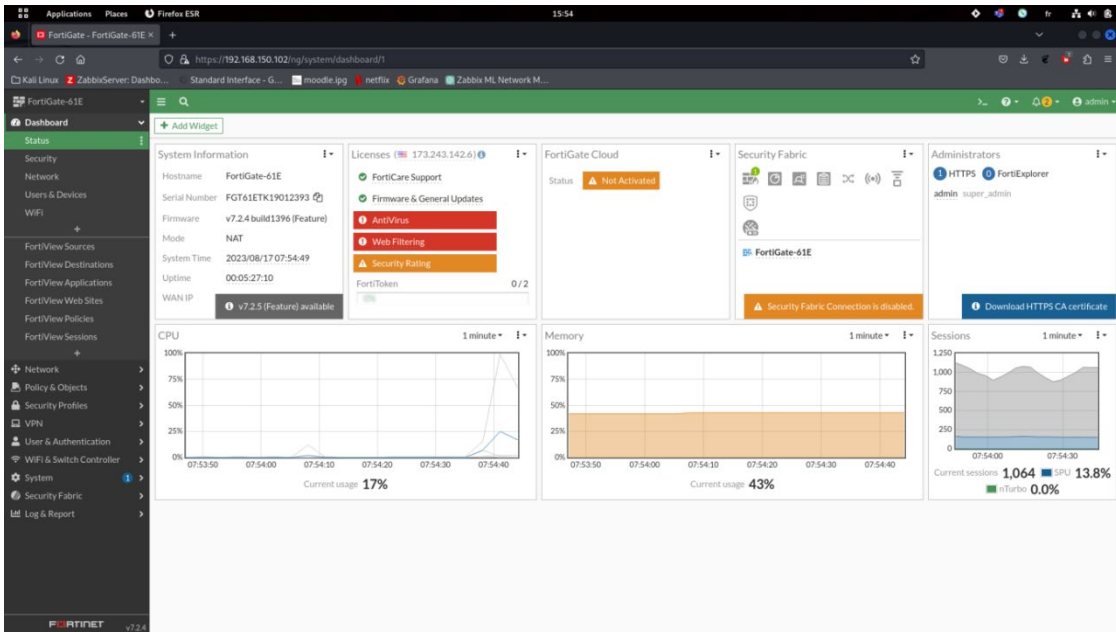 Applications Places Firefox ESR 15:54 fr
FortiGate - FortiGate-61E × +
https://192.168.150.102/ng/system/dashboard/1
Kali Linux ZabbixServer: Dashbo... Standard Interface - G... moodle.ipg netflix Grafana Zabbix ML Network M...
FortiGate-61E
>_ 2 admin
Dashboard
Status
Security
Network
Users & Devices
WiFi
+
FortiView Sources
FortiView Destinations
FortiView Applications
FortiView Web Sites
FortiView Policies
FortiView Sessions
+
Network
Policy & Objects
Security Profiles
VPN
User & Authentication
WiFi & Switch Controller
System 1
Security Fabric
Log & Report
FORTINET v7.2.4
+ Add Widget
System Information
Hostname FortiGate-61E
Serial Number FGT61ETK19012393
Firmware v7.2.4 build1396 (Feature)
Mode NAT
System Time 2023/08/17 07:54:49
Uptime 00:05:27:10
WAN IP
v7.2.5 (Feature) available
Licenses (173.243.142.6)
FortiCare Support
Firmware & General Updates
AntiVirus
Web Filtering
Security Rating
FortiToken 0 / 2
0%
FortiGate Cloud
Status Not Activated
Security Fabric
1
FortiGate-61E
Security Fabric Connection is disabled.
Administrators
1 HTTPS 0 FortiExplorer
admin super_admin
Download HTTPS CA certificate
CPU 1 minute
100%
75%
50%
25%
0%
07:53:50 07:54:00 07:54:10 07:54:20 07:54:30 07:54:40
Current usage 17%
Memory 1 minute
100%
75%
50%
25%
0%
07:53:50 07:54:00 07:54:10 07:54:20 07:54:30 07:54:40
Current usage 43%
Sessions 1 minute
1,250
1,000
750
500
250
0
07:54:00 07:54:30
Current sessions 1,064 SPU 13.8%
nTurbo 0.0%